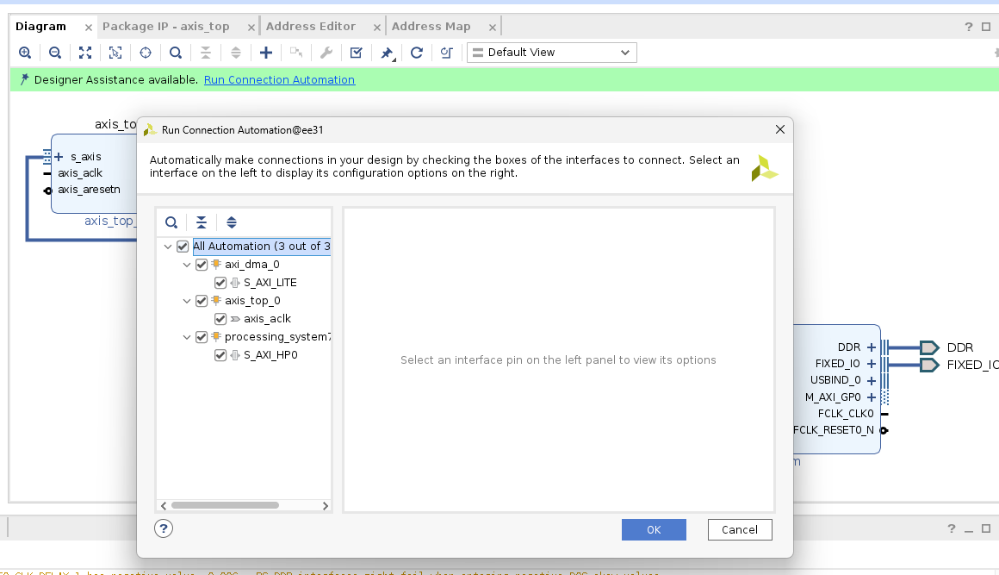 Diagram
Package IP - axis_top
Address Editor
Address Map
Default View
Designer Assistance available. Run Connection Automation
axis_to
s_axis
axis_aclk
axis_aresetn
axis_top_
Run Connection Automation@ee31
Automatically make connections in your design by checking the boxes of the interfaces to connect. Select an
interface on the left to display its configuration options on the right.
All Automation (3 out of 3
axi_dma_0
S_AXI_LITE
axis_top_0
axis_aclk
processing_system7
S_AXI_HP0
Select an interface pin on the left panel to view its options
OK
Cancel
DDR
FIXED_IO
USBIND_0
M_AXI_GP0
FCLK_CLK0
FCLK_RESET0_N
DDR
FIXED_IO